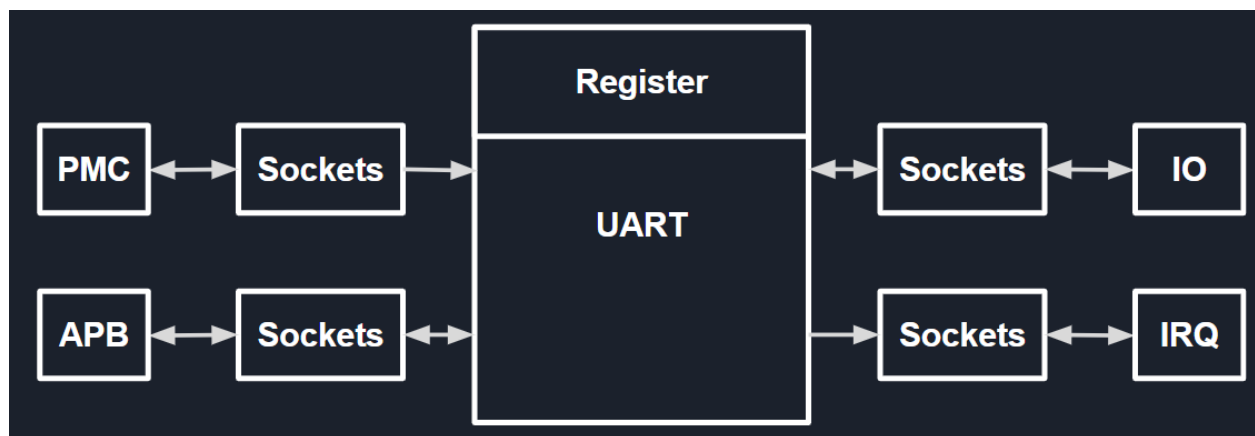 Register
PMC
Sockets
Sockets
IO
UART
APB
Sockets
Sockets
IRQ